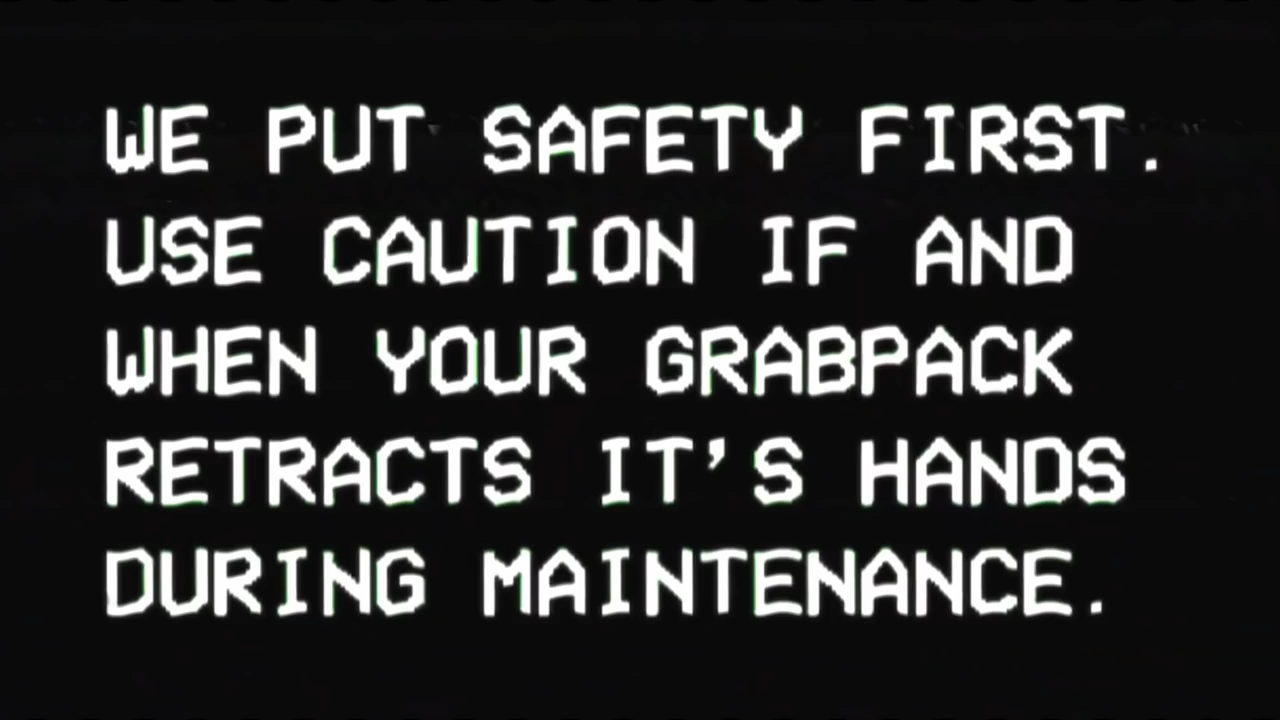 WE PUT SAFETY FIRST.
USE CAUTION IF AND
WHEN YOUR GRABPACK
RETRACTS IT'S HANDS
DURING MAINTENANCE.